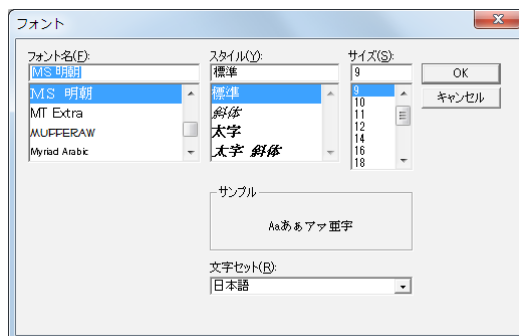 フォント
フォント名(F):
MS 明朝
MS 明朝
MT Extra
MUFFERAW
Myriad Arabic
スタイル(Y):
標準
標準
斜体
太字
太字 斜体
サイズ(S):
9
9
10
11
12
14
16
18
OK
キャンセル
サンプル
Aaあぁアァ亜宇
文字セット(R):
日本語